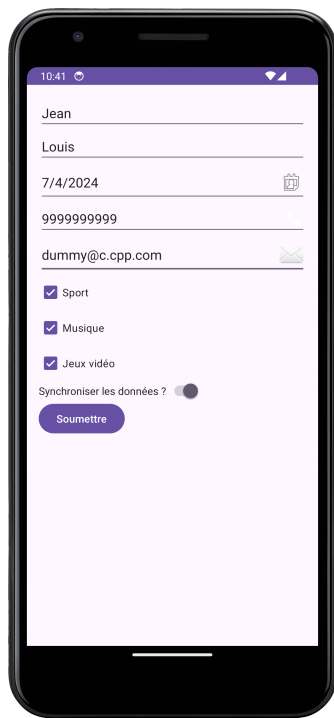 10:41
Jean
Louis
7/4/2024
9999999999
dummy@c.cpp.com
Sport
Musique
Jeux vidéo
Synchroniser les données ?
Soumettre